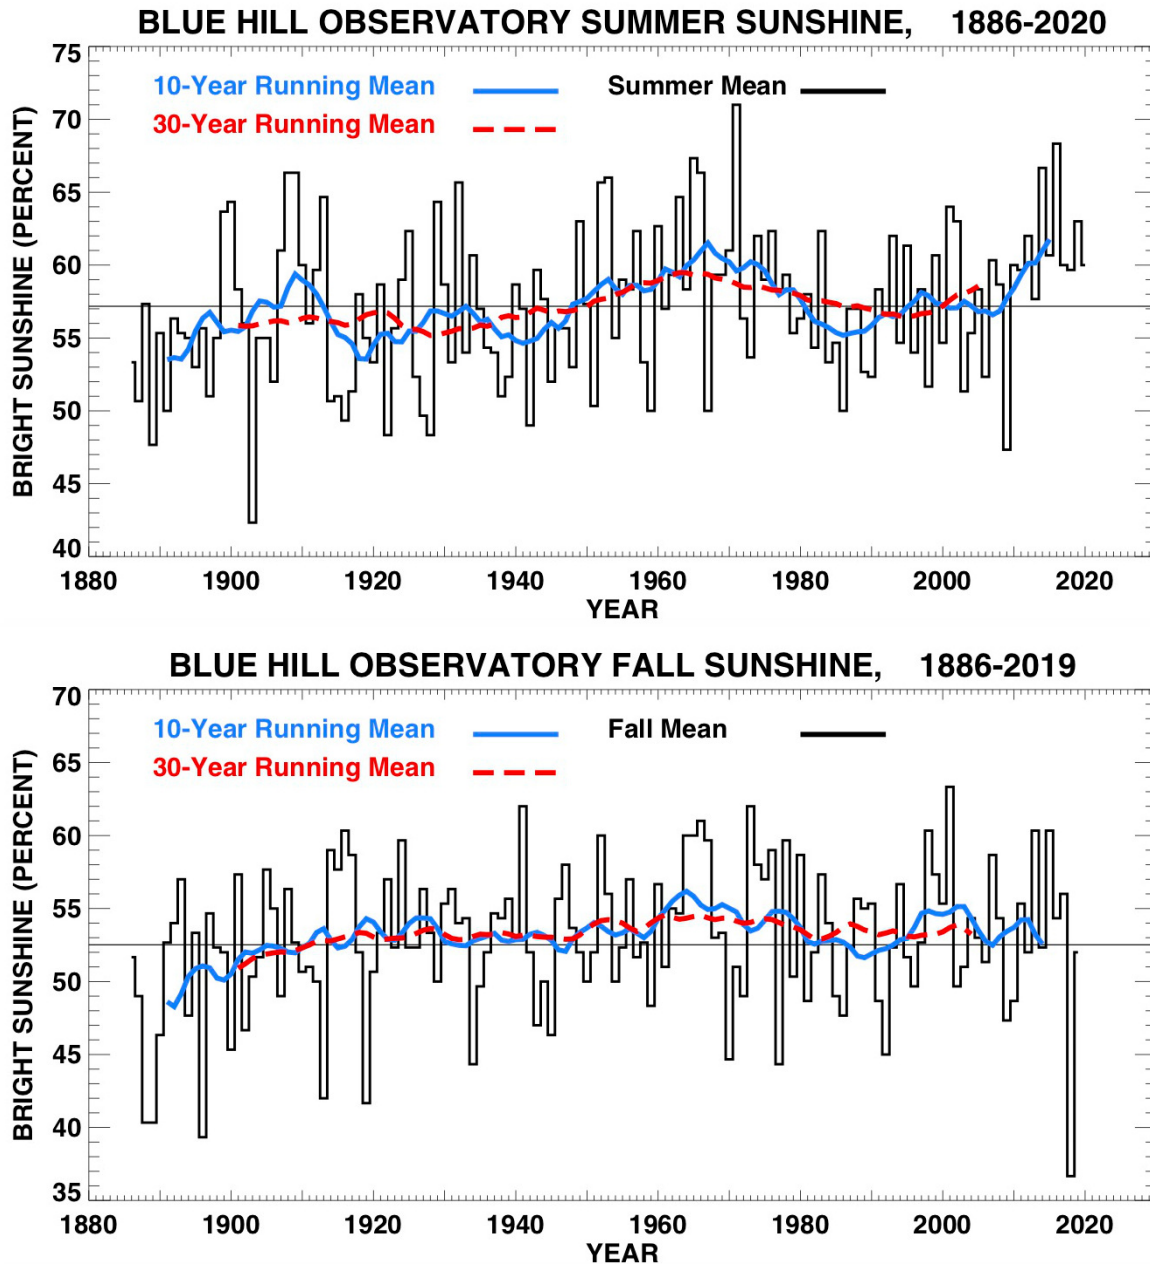 BLUE HILL OBSERVATORY SUMMER SUNSHINE, 1886-2020
10-Year Running Mean
Summer Mean
30-Year Running Mean
BRIGHT SUNSHINE (PERCENT)
75
70
65
60
55
50
45
40
1880 1900 1920 1940 1960 1980 2000 2020
YEAR
BLUE HILL OBSERVATORY FALL SUNSHINE, 1886-2019
10-Year Running Mean
Fall Mean
30-Year Running Mean
BRIGHT SUNSHINE (PERCENT)
70
65
60
55
50
45
40
35
1880 1900 1920 1940 1960 1980 2000 2020
YEAR